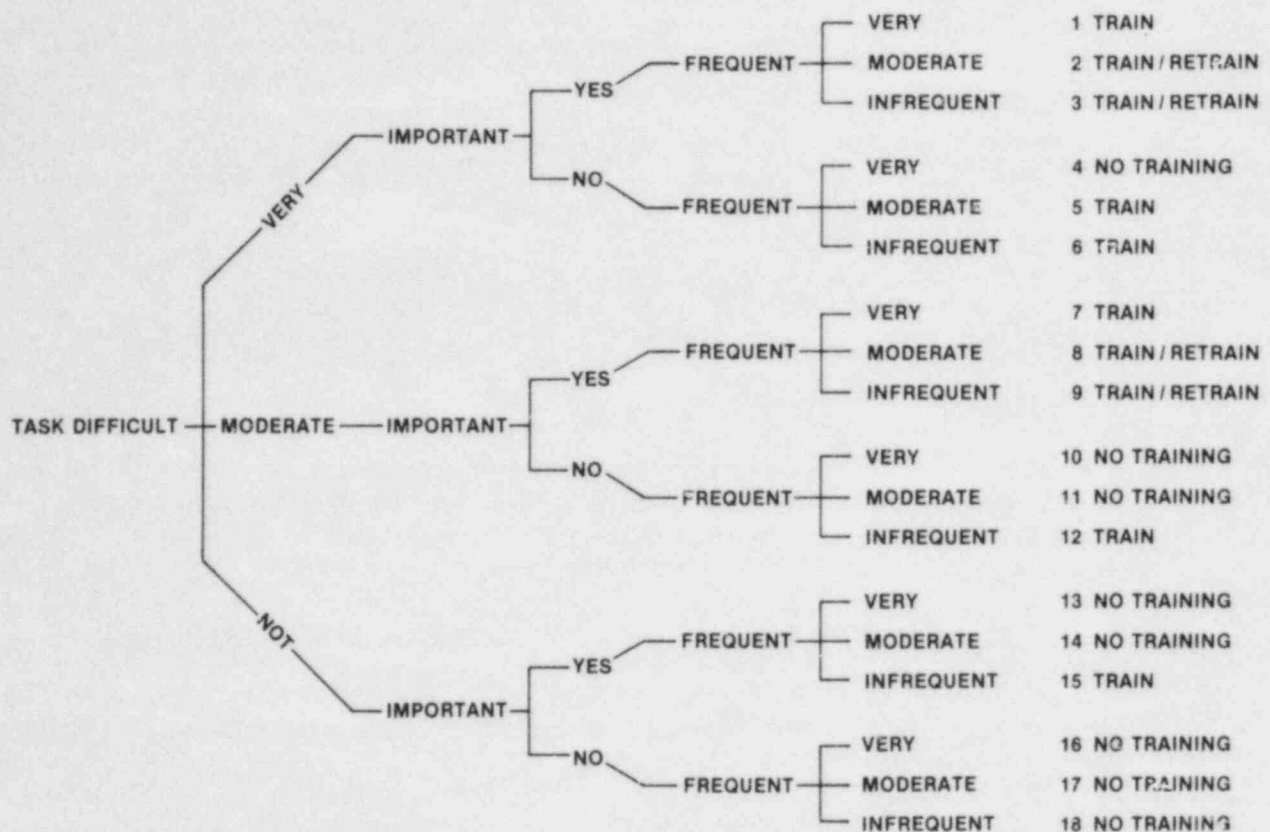 VERY 1 TRAIN
FREQUENT MODERATE 2 TRAIN / RETRAIN
YES
INFREQUENT 3 TRAIN / RETRAIN
IMPORTANT
VERY 4 NO TRAINING
NO
FREQUENT MODERATE 5 TRAIN
VERY
INFREQUENT 6 TRAIN
VERY 7 TRAIN
FREQUENT MODERATE 8 TRAIN / RETRAIN
YES
INFREQUENT 9 TRAIN / RETRAIN
TASK DIFFICULT MODERATE IMPORTANT
VERY 10 NO TRAINING
NO
FREQUENT MODERATE 11 NO TRAINING
INFREQUENT 12 TRAIN
VERY 13 NO TRAINING
NOT
FREQUENT MODERATE 14 NO TRAINING
YES
INFREQUENT 15 TRAIN
IMPORTANT
VERY 16 NO TRAINING
NO
FREQUENT MODERATE 17 NO TRAINING
INFREQUENT 18 NO TRAINING